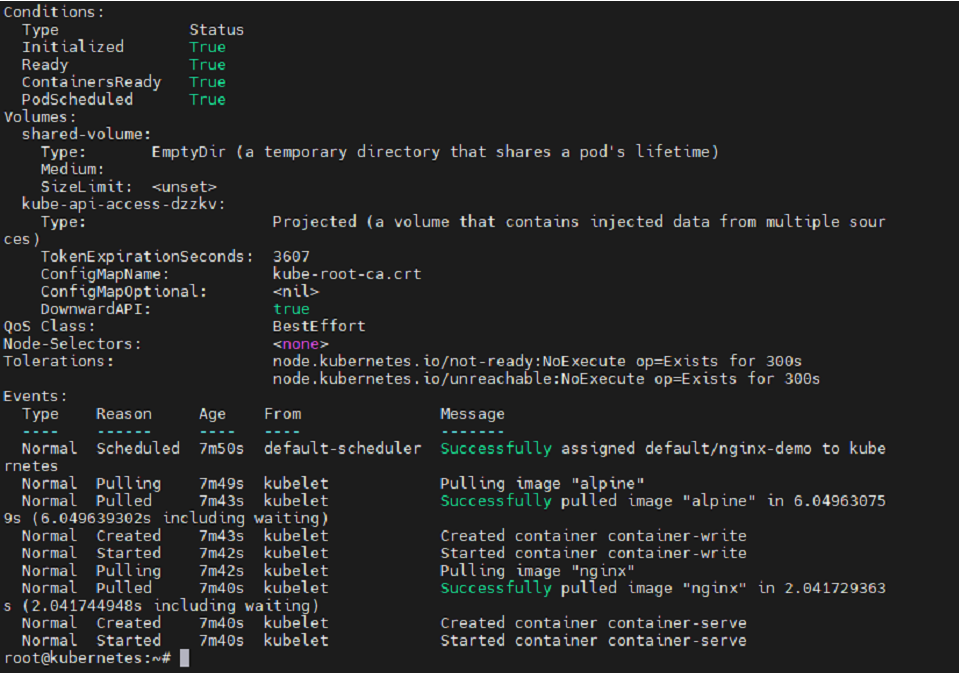 Conditions:
  Type              Status
  Initialized       True
  Ready             True
  ContainersReady   True
  PodScheduled      True
Volumes:
  shared-volume:
    Type:       EmptyDir (a temporary directory that shares a pod's lifetime)
    Medium:
    SizeLimit:  <unset>
  kube-api-access-dzzkv:
    Type:                    Projected (a volume that contains injected data from multiple sour
ces)
    TokenExpirationSeconds:  3607
    ConfigMapName:           kube-root-ca.crt
    ConfigMapOptional:       <nil>
    DownwardAPI:             true
QoS Class:                   BestEffort
Node-Selectors:              <none>
Tolerations:                 node.kubernetes.io/not-ready:NoExecute op=Exists for 300s
                             node.kubernetes.io/unreachable:NoExecute op=Exists for 300s
Events:
  Type    Reason     Age    From               Message
  ----    ------     ----   ----               -------
  Normal  Scheduled  7m50s  default-scheduler  Successfully assigned default/nginx-demo to kube
rnetes
  Normal  Pulling    7m49s  kubelet            Pulling image "alpine"
  Normal  Pulled     7m43s  kubelet            Successfully pulled image "alpine" in 6.04963075
9s (6.049639302s including waiting)
  Normal  Created    7m43s  kubelet            Created container container-write
  Normal  Started    7m42s  kubelet            Started container container-write
  Normal  Pulling    7m42s  kubelet            Pulling image "nginx"
  Normal  Pulled     7m40s  kubelet            Successfully pulled image "nginx" in 2.041729363
s (2.041744948s including waiting)
  Normal  Created    7m40s  kubelet            Created container container-serve
  Normal  Started    7m40s  kubelet            Started container container-serve
root@kubernetes:~#